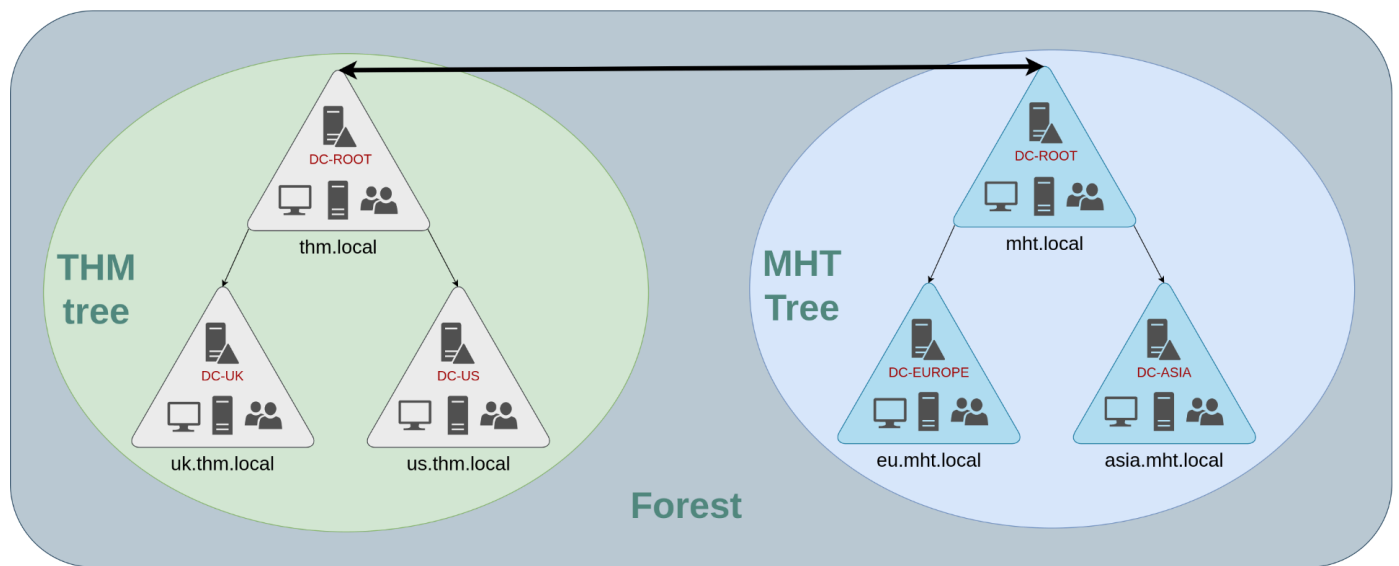 DC-ROOT
thm.local
THM
tree
DC-UK
uk.thm.local
DC-US
us.thm.local
DC-ROOT
mht.local
MHT
Tree
DC-EUROPE
eu.mht.local
DC-ASIA
asia.mht.local
Forest